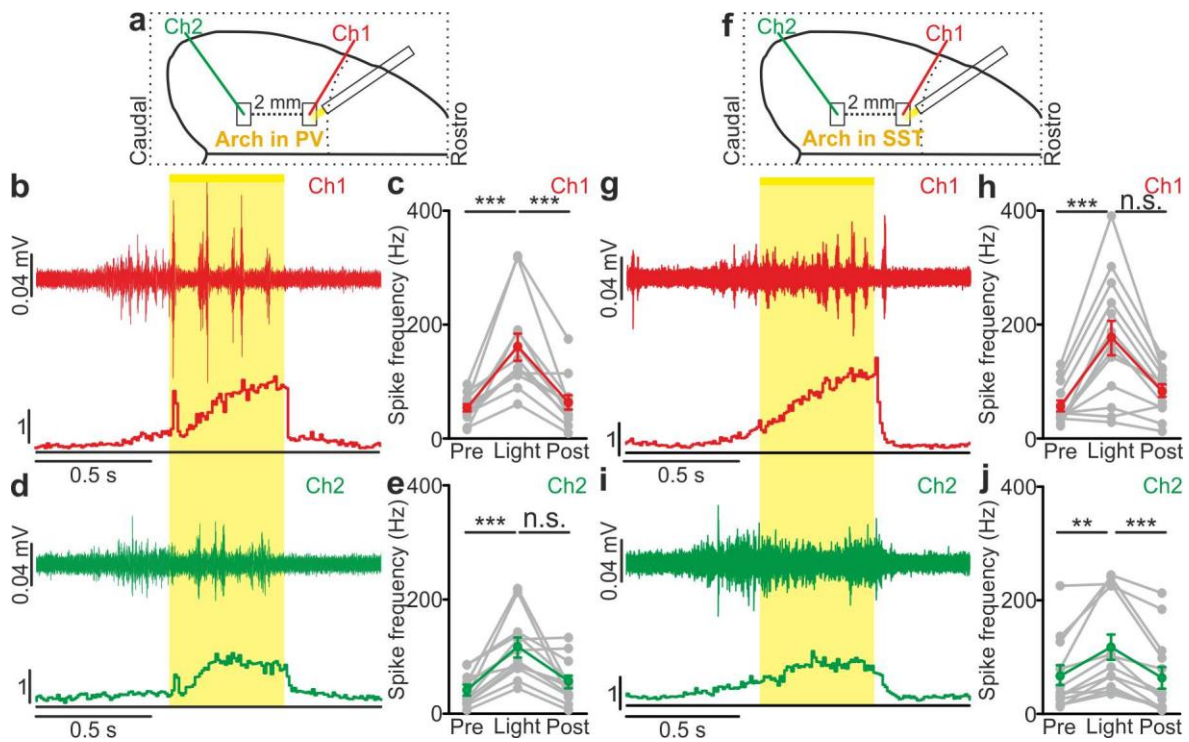 a
Ch2
Ch1
2 mm
Arch in PV
Caudal
Rostro
b
Ch1
0.04 mV
1
0.5 s
c
Ch1
*** ***
Spike frequency (Hz)
400
200
0
Pre Light Post
d
Ch2
0.04 mV
1
0.5 s
e
Ch2
*** n.s.
Spike frequency (Hz)
400
200
0
Pre Light Post
f
Ch2
Ch1
2 mm
Arch in SST
Caudal
Rostro
g
Ch1
0.04 mV
1
0.5 s
h
Ch1
*** n.s.
Spike frequency (Hz)
400
200
0
Pre Light Post
i
Ch2
0.04 mV
1
0.5 s
j
Ch2
** ***
Spike frequency (Hz)
400
200
0
Pre Light Post